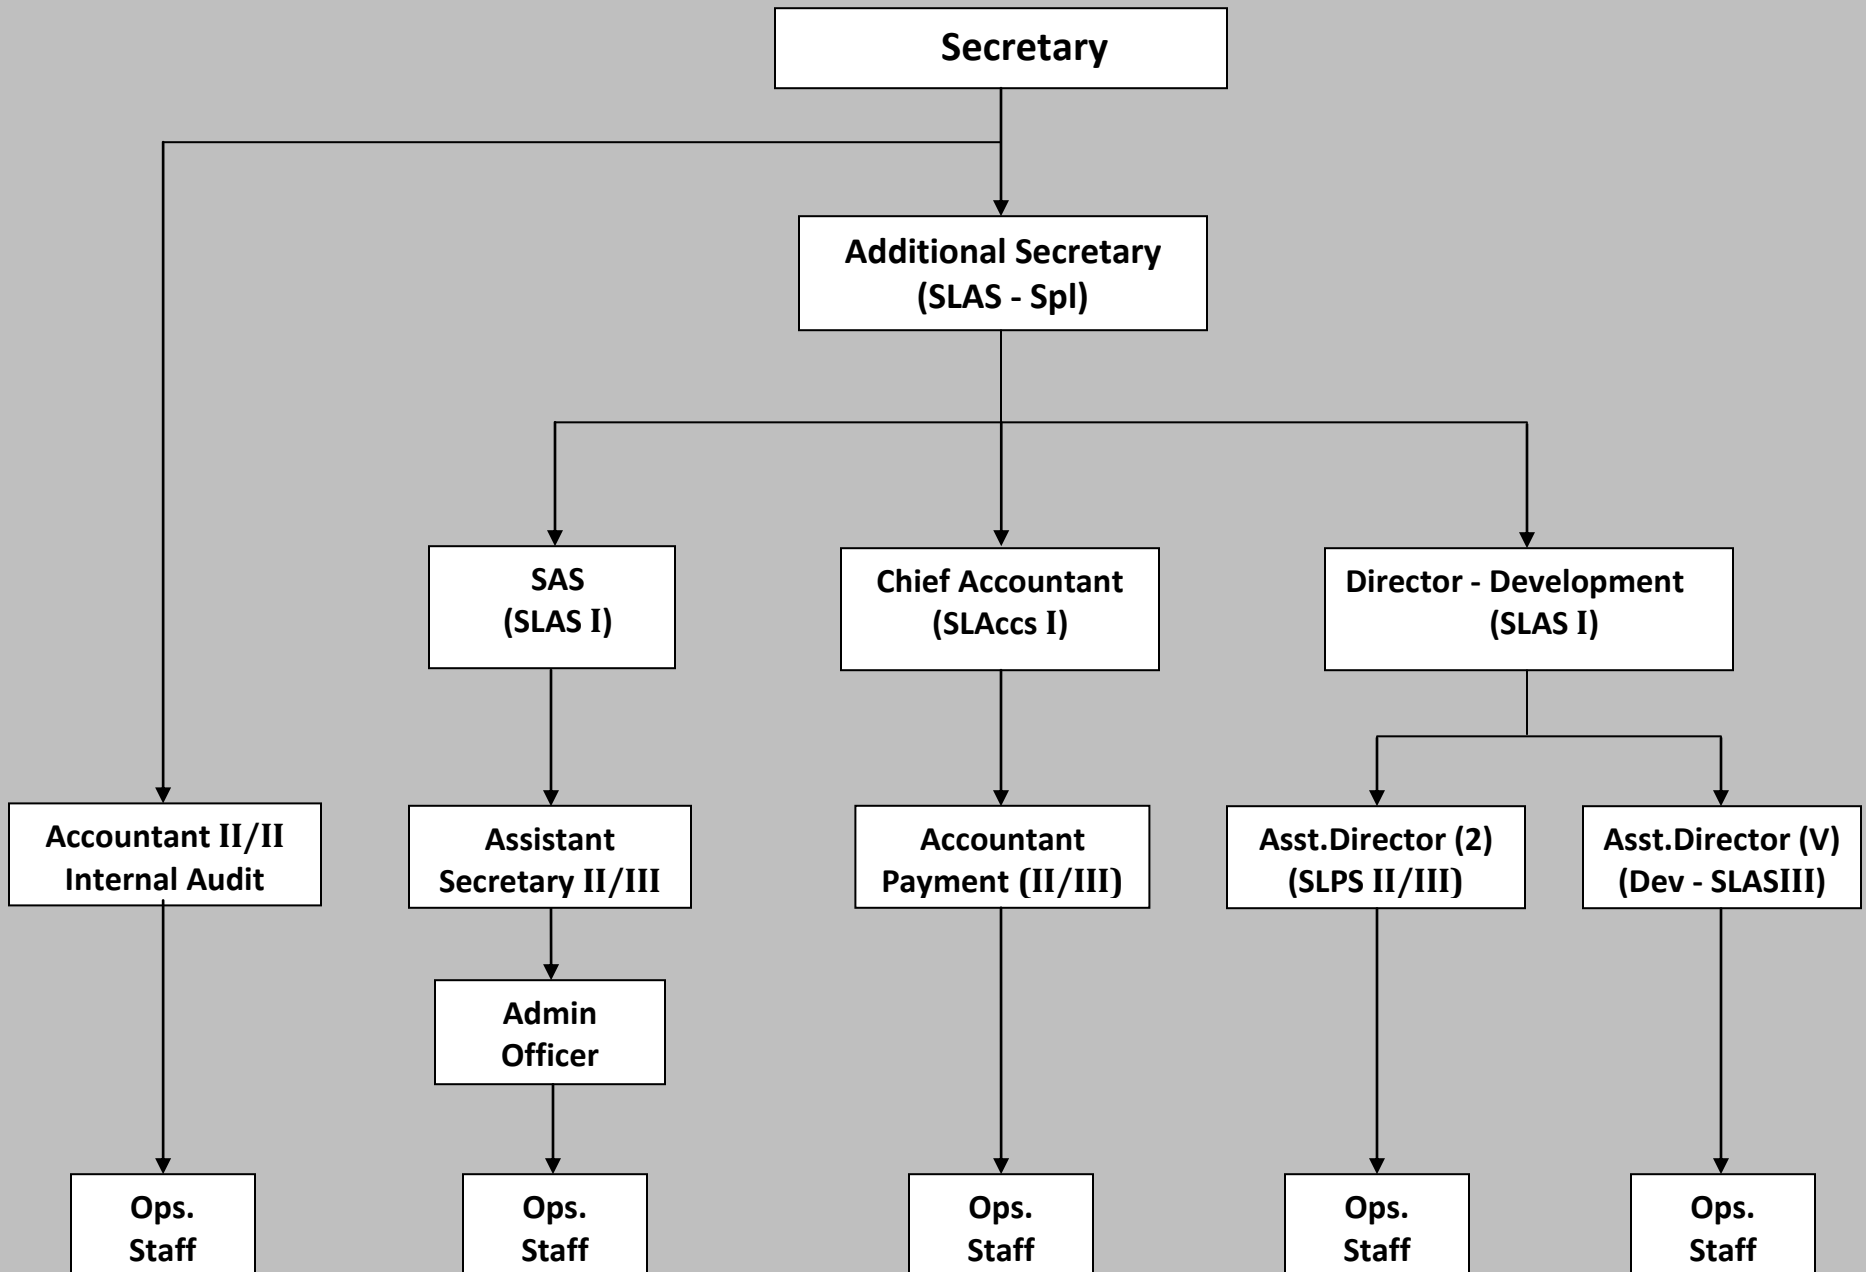 Secretary
Additional Secretary
(SLAS - Spl)
SAS
(SLAS I)
Chief Accountant
(SLAccs I)
Director - Development
(SLAS I)
Accountant II/II
Internal Audit
Assistant
Secretary II/III
Accountant
Payment (II/III)
Asst.Director (2)
(SLPS II/III)
Asst.Director (V)
(Dev - SLASIII)
Admin
Officer
Ops.
Staff
Ops.
Staff
Ops.
Staff
Ops.
Staff
Ops.
Staff